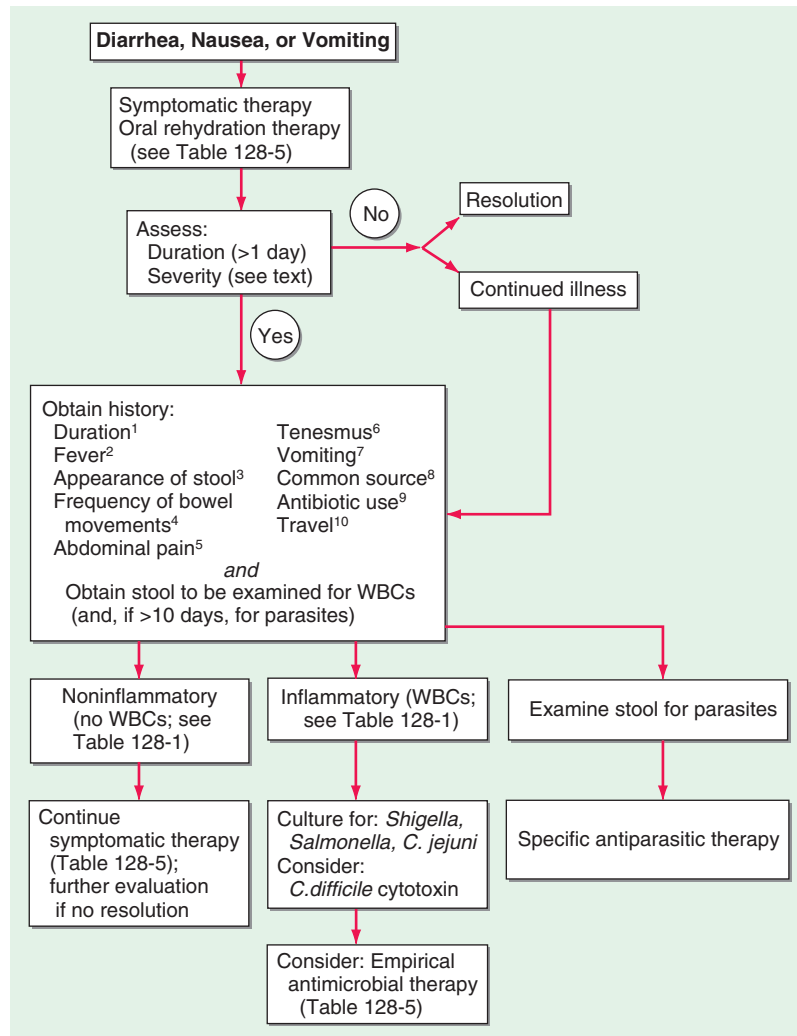 Diarrhea, Nausea, or Vomiting
Symptomatic therapy
Oral rehydration therapy
(see Table 128-5)
Assess:
Duration (>1 day)
Severity (see text)
No
Resolution
Continued illness
Yes
Obtain history:
Duration¹
Fever²
Appearance of stool³
Frequency of bowel
movements⁴
Abdominal pain⁵
Tenesmus⁶
Vomiting⁷
Common source⁸
Antibiotic use⁹
Travel¹⁰
and
Obtain stool to be examined for WBCs
(and, if >10 days, for parasites)
Noninflammatory
(no WBCs; see
Table 128-1)
Continue
symptomatic therapy
(Table 128-5);
further evaluation
if no resolution
Inflammatory (WBCs;
see Table 128-1)
Culture for: Shigella,
Salmonella, C. jejuni
Consider:
C.difficile cytotoxin
Consider: Empirical
antimicrobial therapy
(Table 128-5)
Examine stool for parasites
Specific antiparasitic therapy